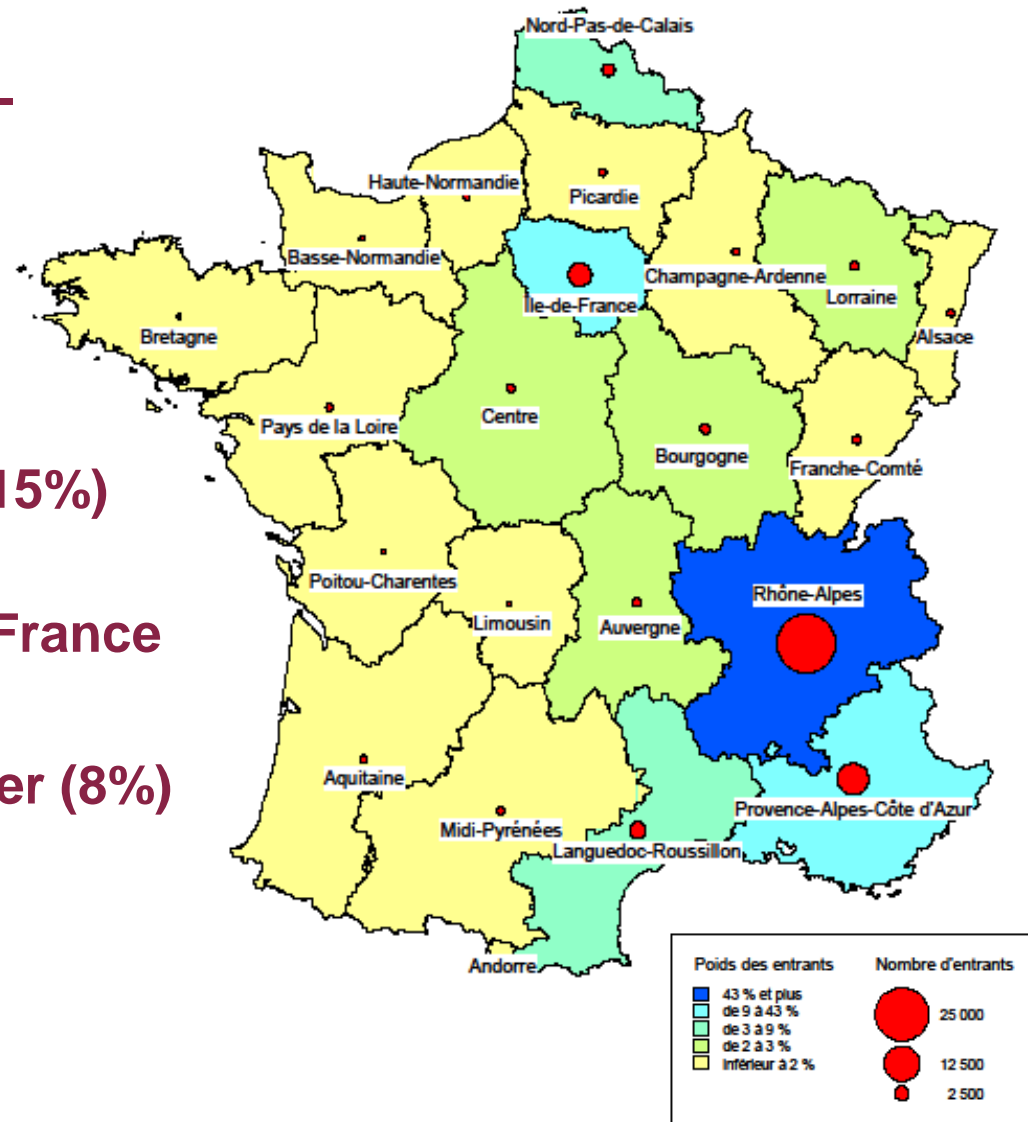 Nord-Pas-de-Calais
Haute-Normandie
Picardie
Basse-Normandie
Champagne-Ardenne
Île-de-France
Lorraine
Bretagne
Alsace
Centre
Pays de la Loire
Bourgogne
Franche-Comté
15%)
Poitou-Charentes
Rhône-Alpes
Limousin
Auvergne
France
Aquitaine
er (8%)
Provence-Alpes-Côte d'Azur
Midi-Pyrénées
Languedoc-Roussillon
Andorre
Poids des entrants
43 % et plus
de 9 à 43 %
de 3 à 9 %
de 2 à 3 %
Inférieur à 2 %
Nombre d'entrants
25 000
12 500
2 500